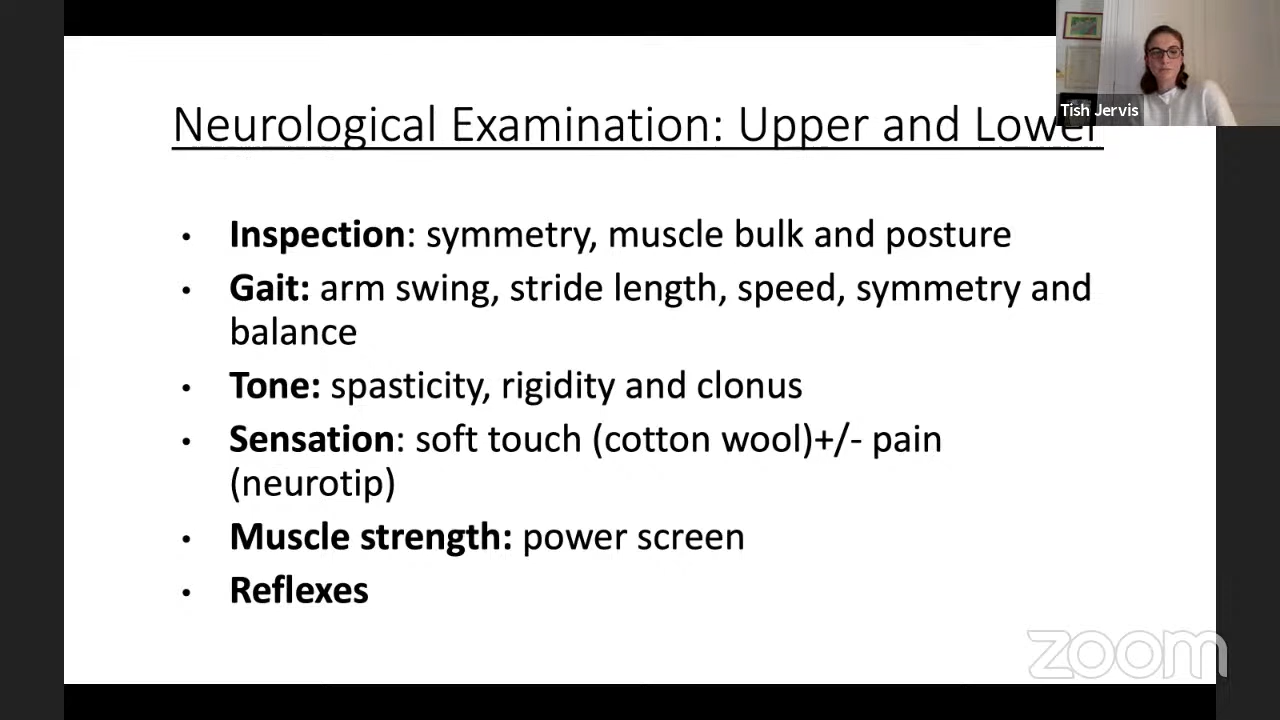 Neurological Examination: Upper and Lower
Tish Jervis
• Inspection: symmetry, muscle bulk and posture
• Gait: arm swing, stride length, speed, symmetry and
balance
• Tone: spasticity, rigidity and clonus
• Sensation: soft touch (cotton wool)+/- pain
(neurotip)
• Muscle strength: power screen
• Reflexes
zoom